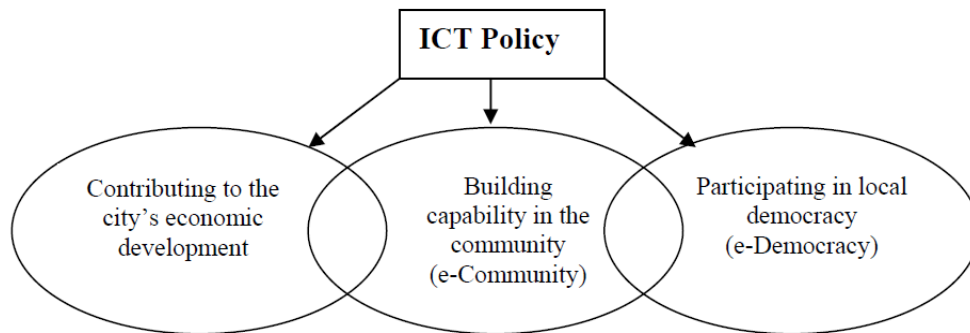 ICT Policy
Contributing to the
city's economic
development
Building
capability in the
community
(e-Community)
Participating in local
democracy
(e-Democracy)